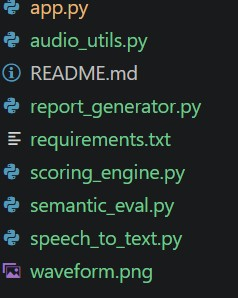 app.py
audio_utils.py
README.md
report_generator.py
requirements.txt
scoring_engine.py
semantic_eval.py
speech_to_text.py
waveform.png